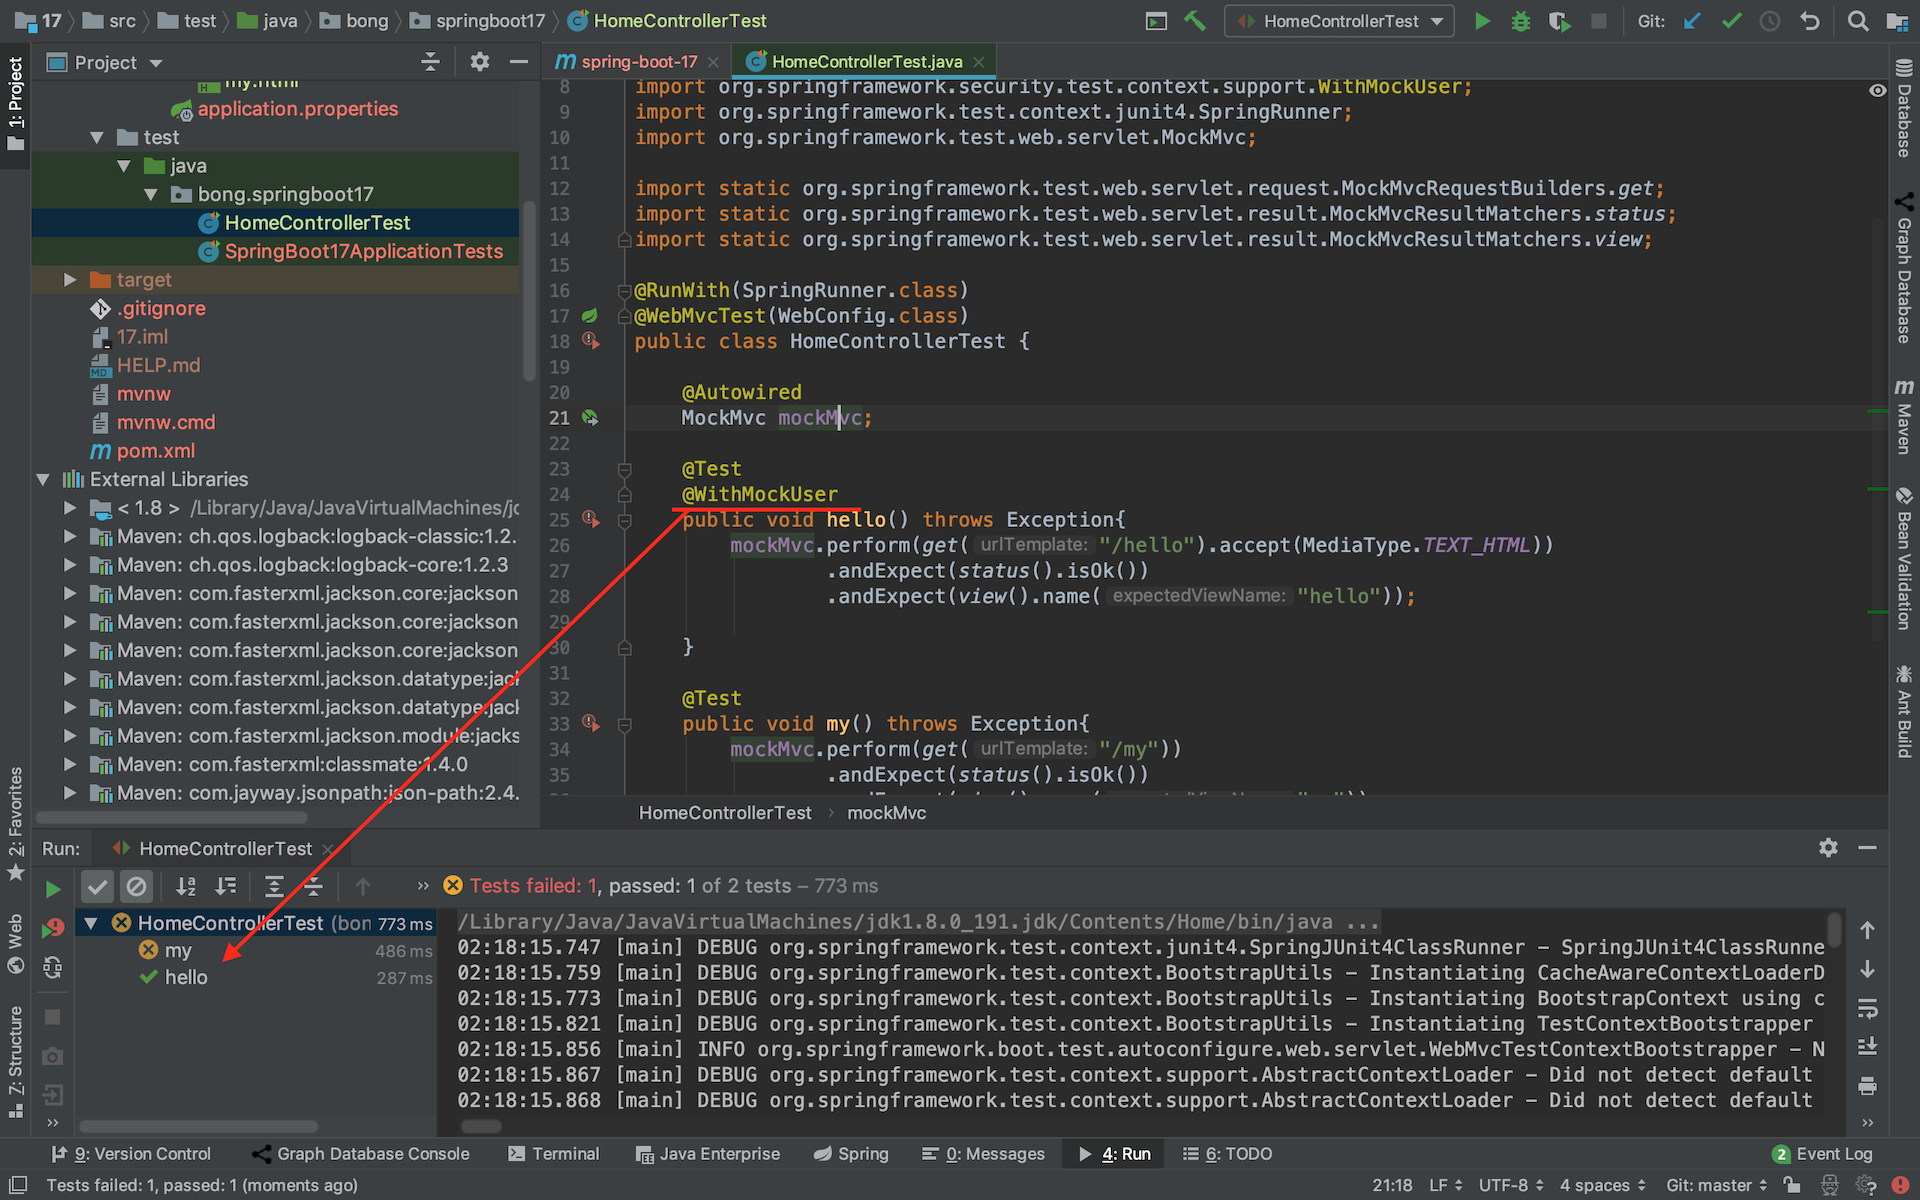 17 src test java bong springboot17 HomeControllerTest
HomeControllerTest Git:
1: Project
Project
my.html
application.properties
test
java
bong.springboot17
HomeControllerTest
SpringBoot17ApplicationTests
target
.gitignore
17.iml
HELP.md
mvnw
mvnw.cmd
pom.xml
External Libraries
< 1.8 > /Library/Java/JavaVirtualMachines/jc
Maven: ch.qos.logback:logback-classic:1.2.
Maven: ch.qos.logback:logback-core:1.2.3
Maven: com.fasterxml.jackson.core:jackson
Maven: com.fasterxml.jackson.core:jackson
Maven: com.fasterxml.jackson.core:jackson
Maven: com.fasterxml.jackson.datatype:jack
Maven: com.fasterxml.jackson.datatype:jack
Maven: com.fasterxml.jackson.module:jacks
Maven: com.fasterxml:classmate:1.4.0
Maven: com.jayway.jsonpath:json-path:2.4.
spring-boot-17 HomeControllerTest.java
8 import org.springframework.security.test.context.support.WithMockUser;
9 import org.springframework.test.context.junit4.SpringRunner;
10 import org.springframework.test.web.servlet.MockMvc;
11
12 import static org.springframework.test.web.servlet.request.MockMvcRequestBuilders.get;
13 import static org.springframework.test.web.servlet.result.MockMvcResultMatchers.status;
14 import static org.springframework.test.web.servlet.result.MockMvcResultMatchers.view;
15
16 @RunWith(SpringRunner.class)
17 @WebMvcTest(WebConfig.class)
18 public class HomeControllerTest {
19
20 @Autowired
21 MockMvc mockMvc;
22
23 @Test
24 @WithMockUser
25 public void hello() throws Exception{
26 mockMvc.perform(get( urlTemplate: "/hello").accept(MediaType.TEXT_HTML))
27 .andExpect(status().isOk())
28 .andExpect(view().name( expectedViewName: "hello"));
29
30 }
31
32 @Test
33 public void my() throws Exception{
34 mockMvc.perform(get( urlTemplate: "/my"))
35 .andExpect(status().isOk())
HomeControllerTest mockMvc
Database
Graph Database
Maven
Bean Validation
Ant Build
2: Favorites
Web
Z: Structure
Run: HomeControllerTest
Tests failed: 1, passed: 1 of 2 tests – 773 ms
HomeControllerTest (bon 773 ms
my 486 ms
hello 287 ms
/Library/Java/JavaVirtualMachines/jdk1.8.0_191.jdk/Contents/Home/bin/java ...
02:18:15.747 [main] DEBUG org.springframework.test.context.junit4.SpringJUnit4ClassRunner - SpringJUnit4ClassRunne
02:18:15.759 [main] DEBUG org.springframework.test.context.BootstrapUtils - Instantiating CacheAwareContextLoaderD
02:18:15.773 [main] DEBUG org.springframework.test.context.BootstrapUtils - Instantiating BootstrapContext using c
02:18:15.821 [main] DEBUG org.springframework.test.context.BootstrapUtils - Instantiating TestContextBootstrapper
02:18:15.856 [main] INFO org.springframework.boot.test.autoconfigure.web.servlet.WebMvcTestContextBootstrapper - N
02:18:15.867 [main] DEBUG org.springframework.test.context.support.AbstractContextLoader - Did not detect default
02:18:15.868 [main] DEBUG org.springframework.test.context.support.AbstractContextLoader - Did not detect default
9: Version Control Graph Database Console Terminal Java Enterprise Spring 0: Messages 4: Run 6: TODO 2 Event Log
Tests failed: 1, passed: 1 (moments ago) 21:18 LF UTF-8 4 spaces Git: master